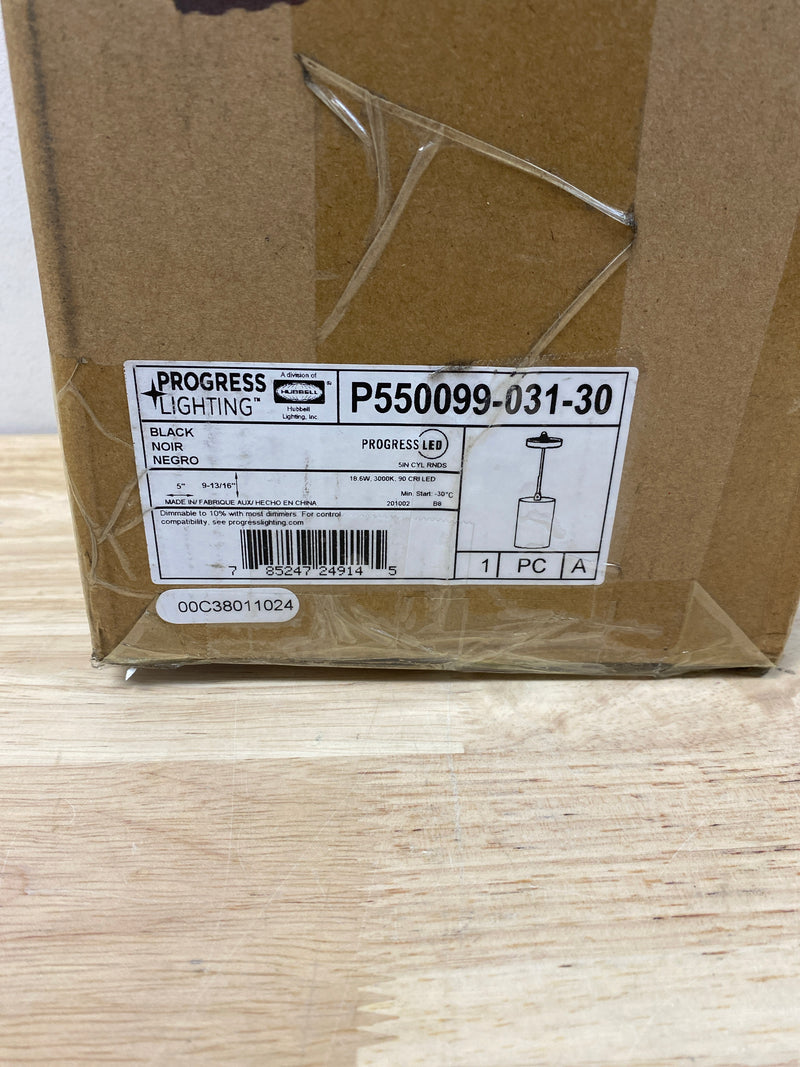 PROGRESS
LIGHTING™
A division of
HUBBELL®
Hubbell
Lighting, Inc.
P550099-031-30
BLACK
NOIR
NEGRO
PROGRESS LED
5IN CYL RNDS
5" 9-13/16"
18.6W, 3000K, 90 CRI LED
Min. Start: -30°C
MADE IN/ FABRIQUE AUX/ HECHO EN CHINA
201002 B8
Dimmable to 10% with most dimmers. For control
compatibility, see progresslighting.com
7 85247 24914 5
1 PC A
00C38011024